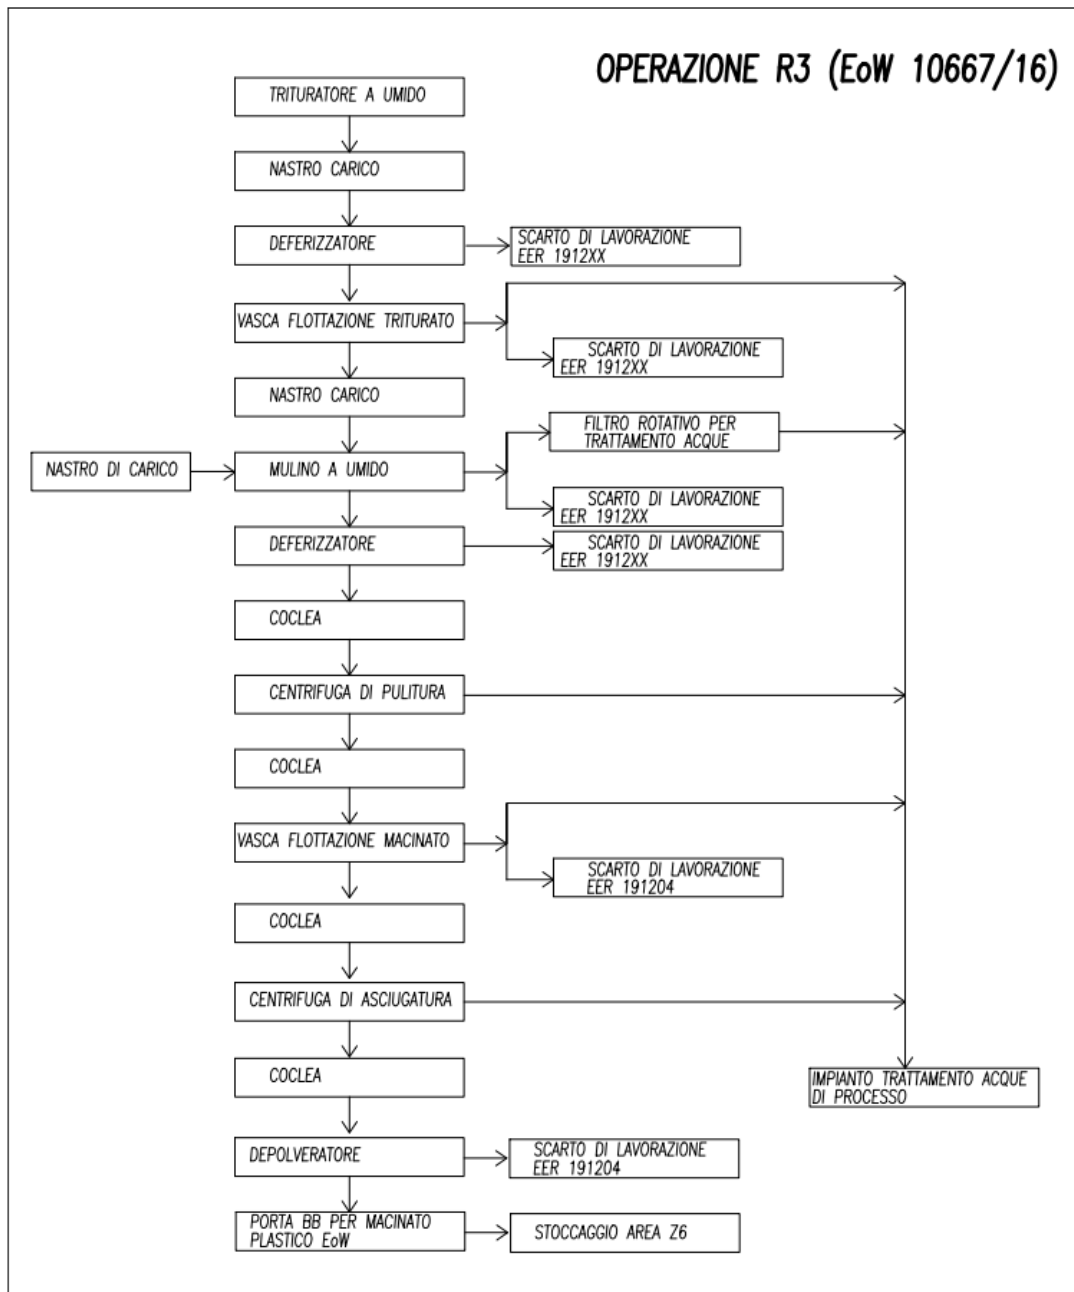 OPERAZIONE R3 (EoW 10667/16)
TRITURATORE A UMIDO
NASTRO CARICO
DEFERIZZATORE
SCARTO DI LAVORAZIONE
EER 1912XX
VASCA FLOTTAZIONE TRITURATO
SCARTO DI LAVORAZIONE
EER 1912XX
NASTRO CARICO
FILTRO ROTATIVO PER
TRATTAMENTO ACQUE
NASTRO DI CARICO
MULINO A UMIDO
SCARTO DI LAVORAZIONE
EER 1912XX
DEFERIZZATORE
SCARTO DI LAVORAZIONE
EER 1912XX
COCLEA
CENTRIFUGA DI PULITURA
COCLEA
VASCA FLOTTAZIONE MACINATO
SCARTO DI LAVORAZIONE
EER 191204
COCLEA
CENTRIFUGA DI ASCIUGATURA
COCLEA
IMPIANTO TRATTAMENTO ACQUE
DI PROCESSO
DEPOLVERATORE
SCARTO DI LAVORAZIONE
EER 191204
PORTA BB PER MACINATO
PLASTICO EoW
STOCCAGGIO AREA Z6